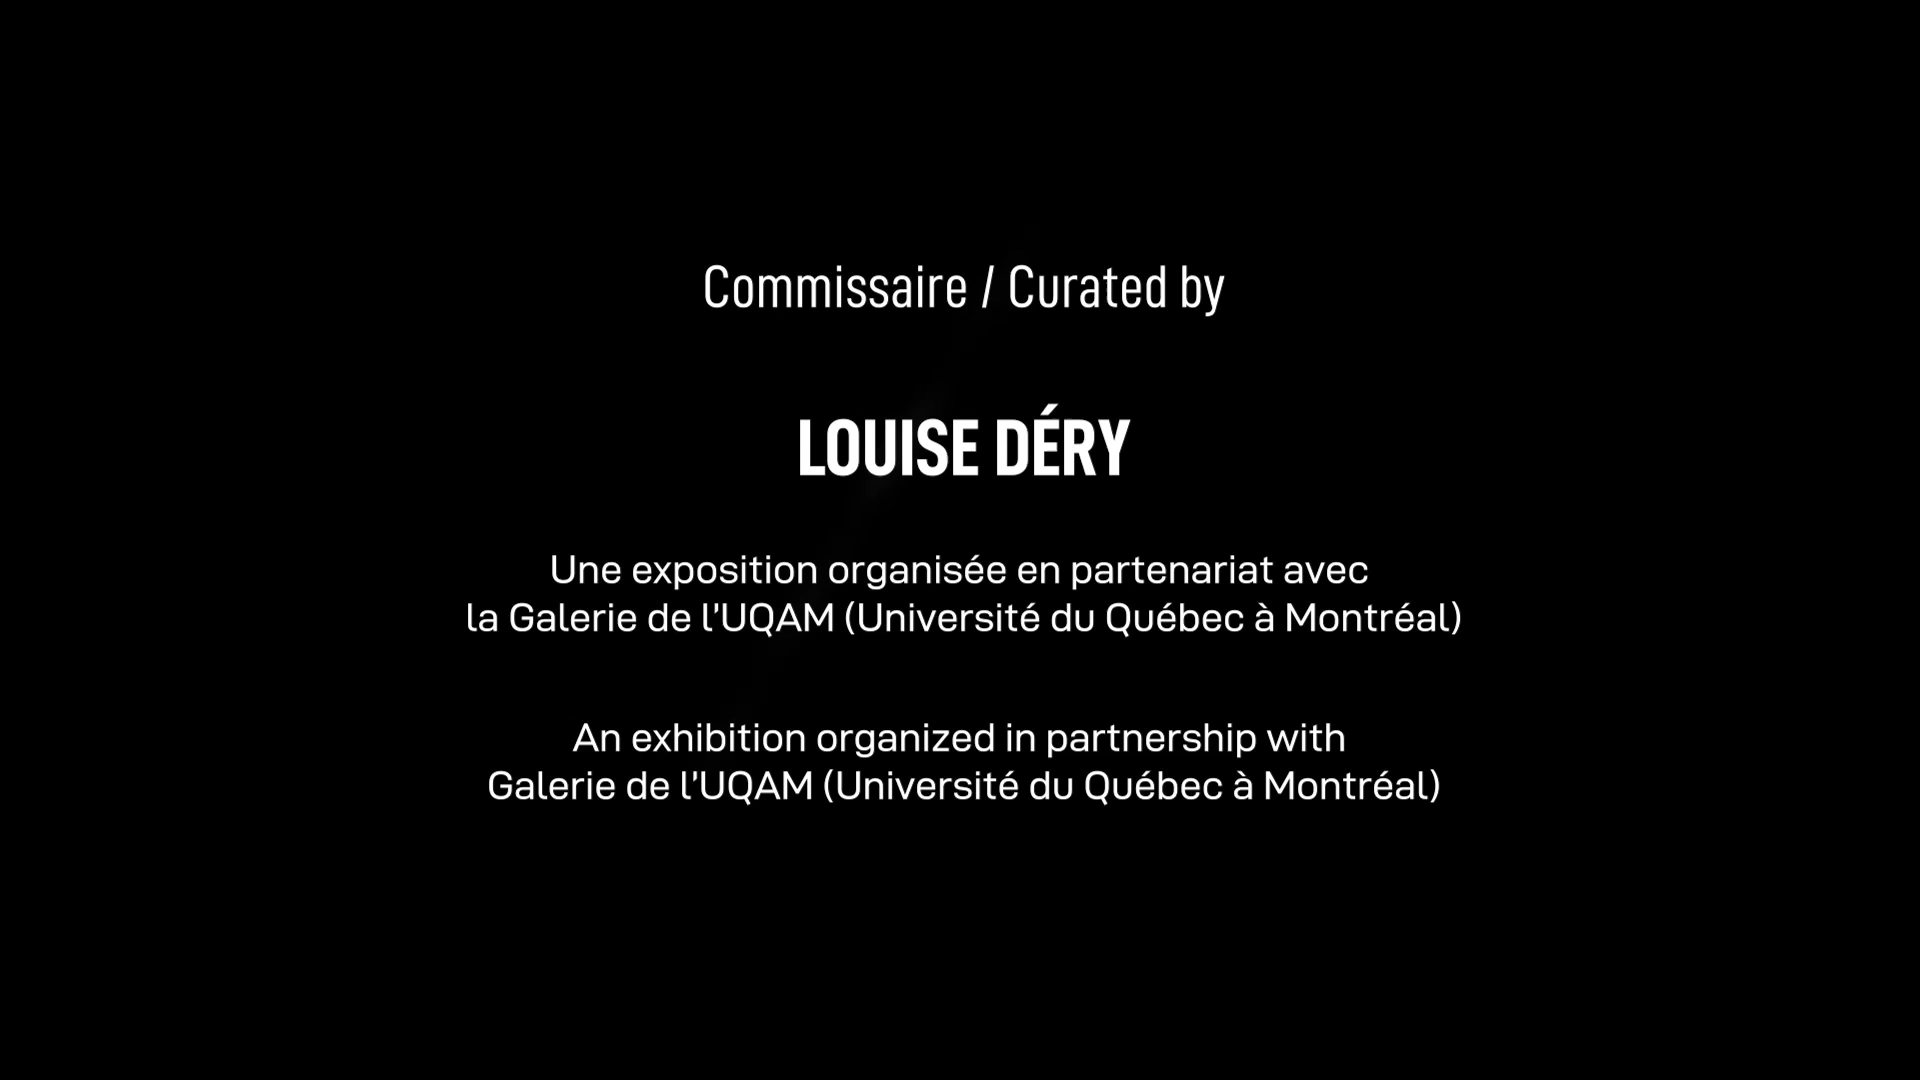 Commissaire / Curated by
LOUISE DÉRY
Une exposition organisée en partenariat avec
la Galerie de l’UQAM (Université du Québec à Montréal)
An exhibition organized in partnership with
Galerie de l’UQAM (Université du Québec à Montréal)